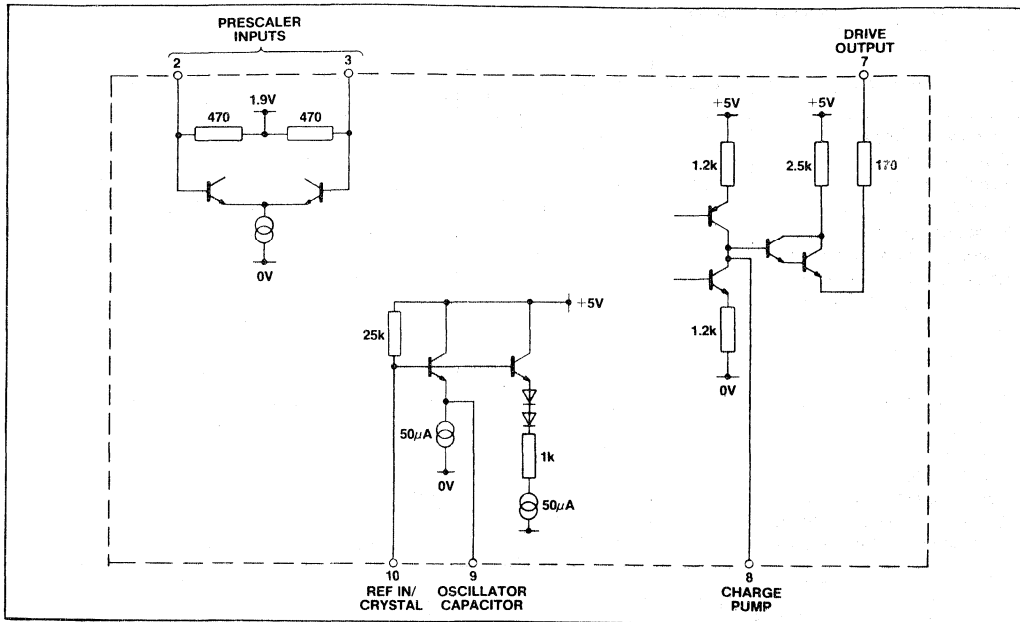 PRESCALER
INPUTS
2
3
1.9V
470
470
0V
DRIVE
OUTPUT
7
+5V
+5V
1.2k
2.5k
170
1.2k
0V
+5V
25k
50µA
0V
1k
50µA
10
REF IN/
CRYSTAL
9
OSCILLATOR
CAPACITOR
8
CHARGE
PUMP